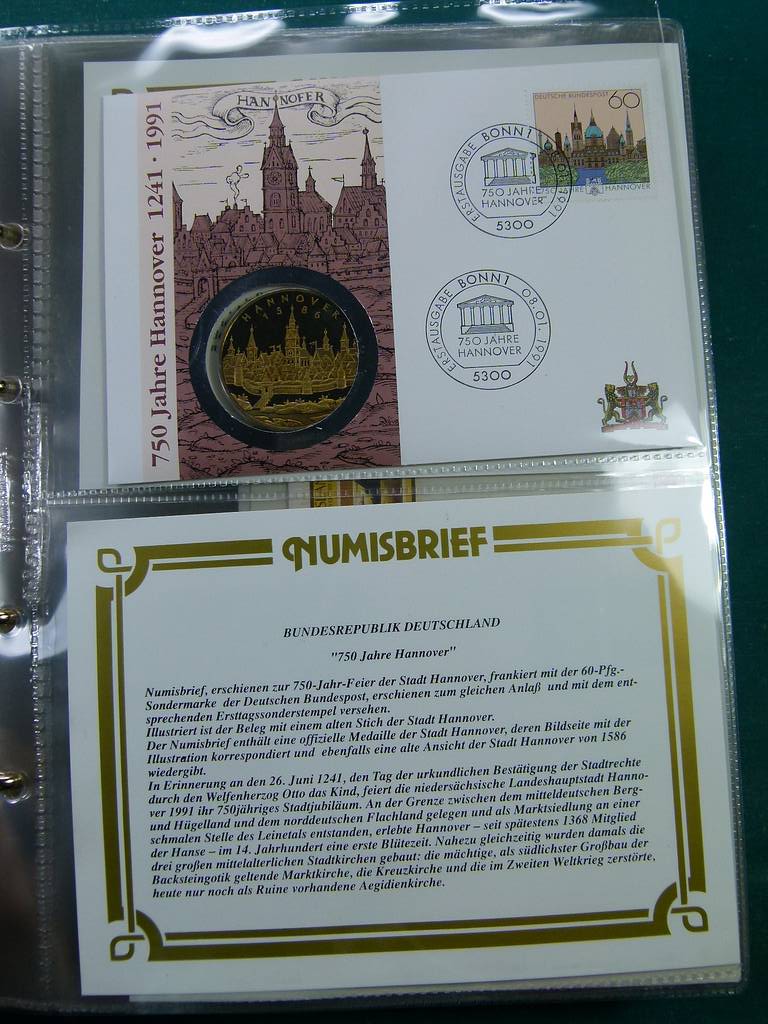 HANNOFER
750 Jahre Hannover 1241 · 1991
HANNOVER
1586
DEUTSCHE BUNDESPOST
60
750 JAHRE HANNOVER
ERSTAUSGABE BONN 1
1991
750 JAHRE
HANNOVER
5300
ERSTAUSGABE BONN 1 08.01.1991
750 JAHRE
HANNOVER
5300
NUMISBRIEF
BUNDESREPUBLIK DEUTSCHLAND
"750 Jahre Hannover"
Numisbrief, erschienen zur 750-Jahr-Feier der Stadt Hannover, frankiert mit der 60-Pfg.-
Sondermarke der Deutschen Bundespost, erschienen zum gleichen Anlaß und mit dem ent-
sprechenden Ersttagssonderstempel versehen.
Illustriert ist der Beleg mit einem alten Stich der Stadt Hannover.
Der Numisbrief enthält eine offizielle Medaille der Stadt Hannover, deren Bildseite mit der
Illustration korrespondiert und ebenfalls eine alte Ansicht der Stadt Hannover von 1586
wiedergibt.
In Erinnerung an den 26. Juni 1241, den Tag der urkundlichen Bestätigung der Stadtrechte
durch den Welfenherzog Otto das Kind, feiert die niedersächsische Landeshauptstadt Hanno-
ver 1991 ihr 750jähriges Stadtjubiläum. An der Grenze zwischen dem mitteldeutschen Berg-
und Hügelland und dem norddeutschen Flachland gelegen und als Marktsiedlung an einer
schmalen Stelle des Leinetals entstanden, erlebte Hannover – seit spätestens 1368 Mitglied
der Hanse – im 14. Jahrhundert eine erste Blütezeit. Nahezu gleichzeitig wurden damals die
drei großen mittelalterlichen Stadtkirchen gebaut: die mächtige, als südlichster Großbau der
Backsteingotik geltende Marktkirche, die Kreuzkirche und die im Zweiten Weltkrieg zerstörte,
heute nur noch als Ruine vorhandene Aegidienkirche.